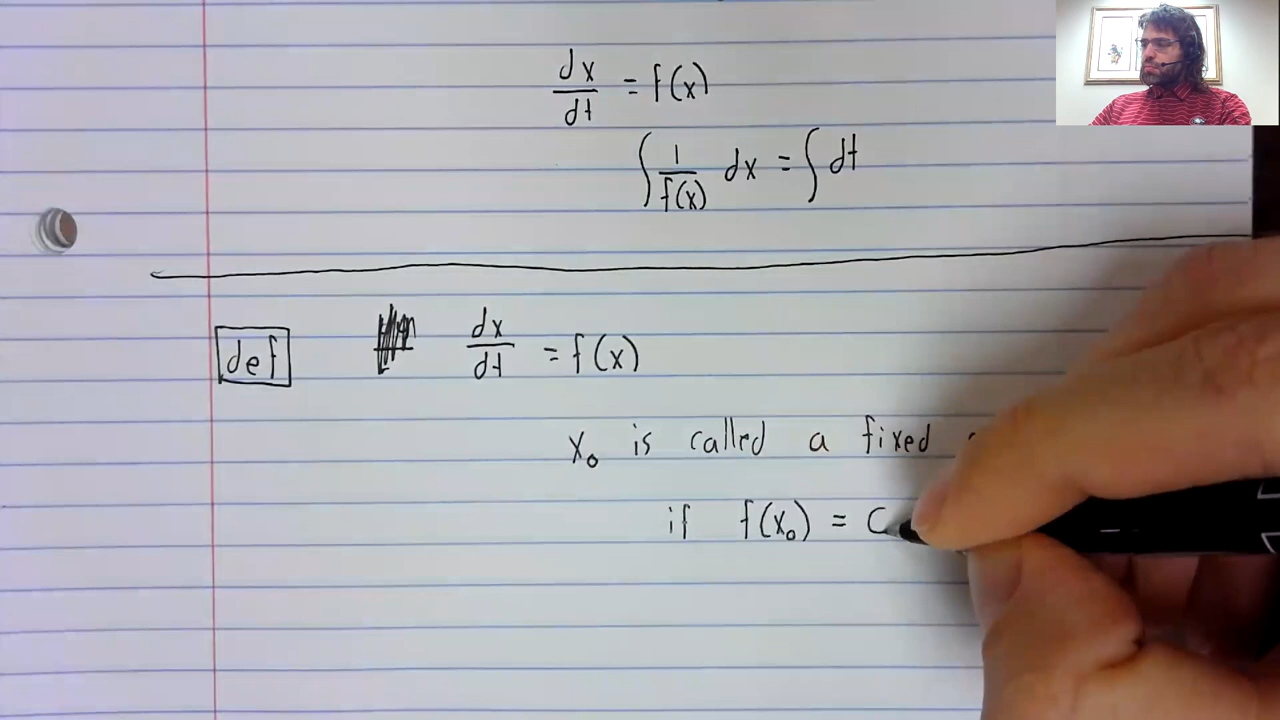 dx/dt = f(x)
∫ 1/f(x) dx = ∫ dt
def dx/dt = f(x)
x₀ is called a fixed
if f(x₀) =